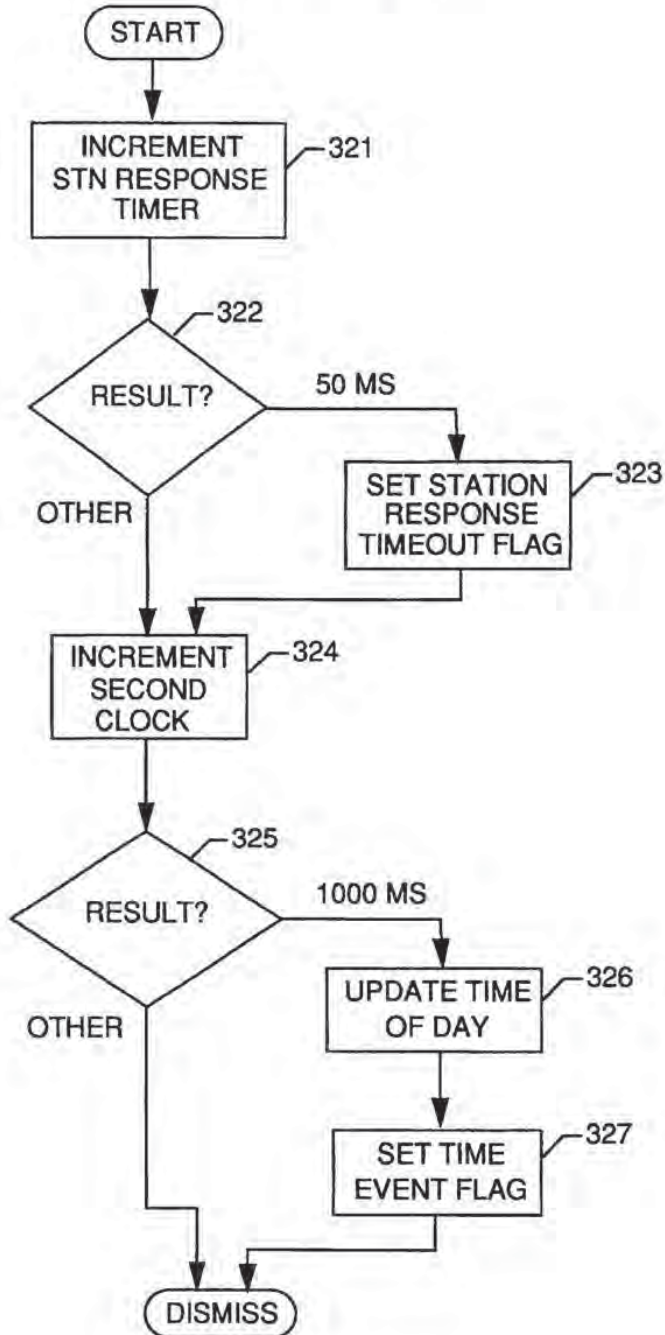 START
INCREMENT
STN RESPONSE
TIMER
321
322
RESULT?
50 MS
OTHER
SET STATION
RESPONSE
TIMEOUT FLAG
323
INCREMENT
SECOND
CLOCK
324
325
RESULT?
1000 MS
OTHER
UPDATE TIME
OF DAY
326
SET TIME
EVENT FLAG
327
DISMISS